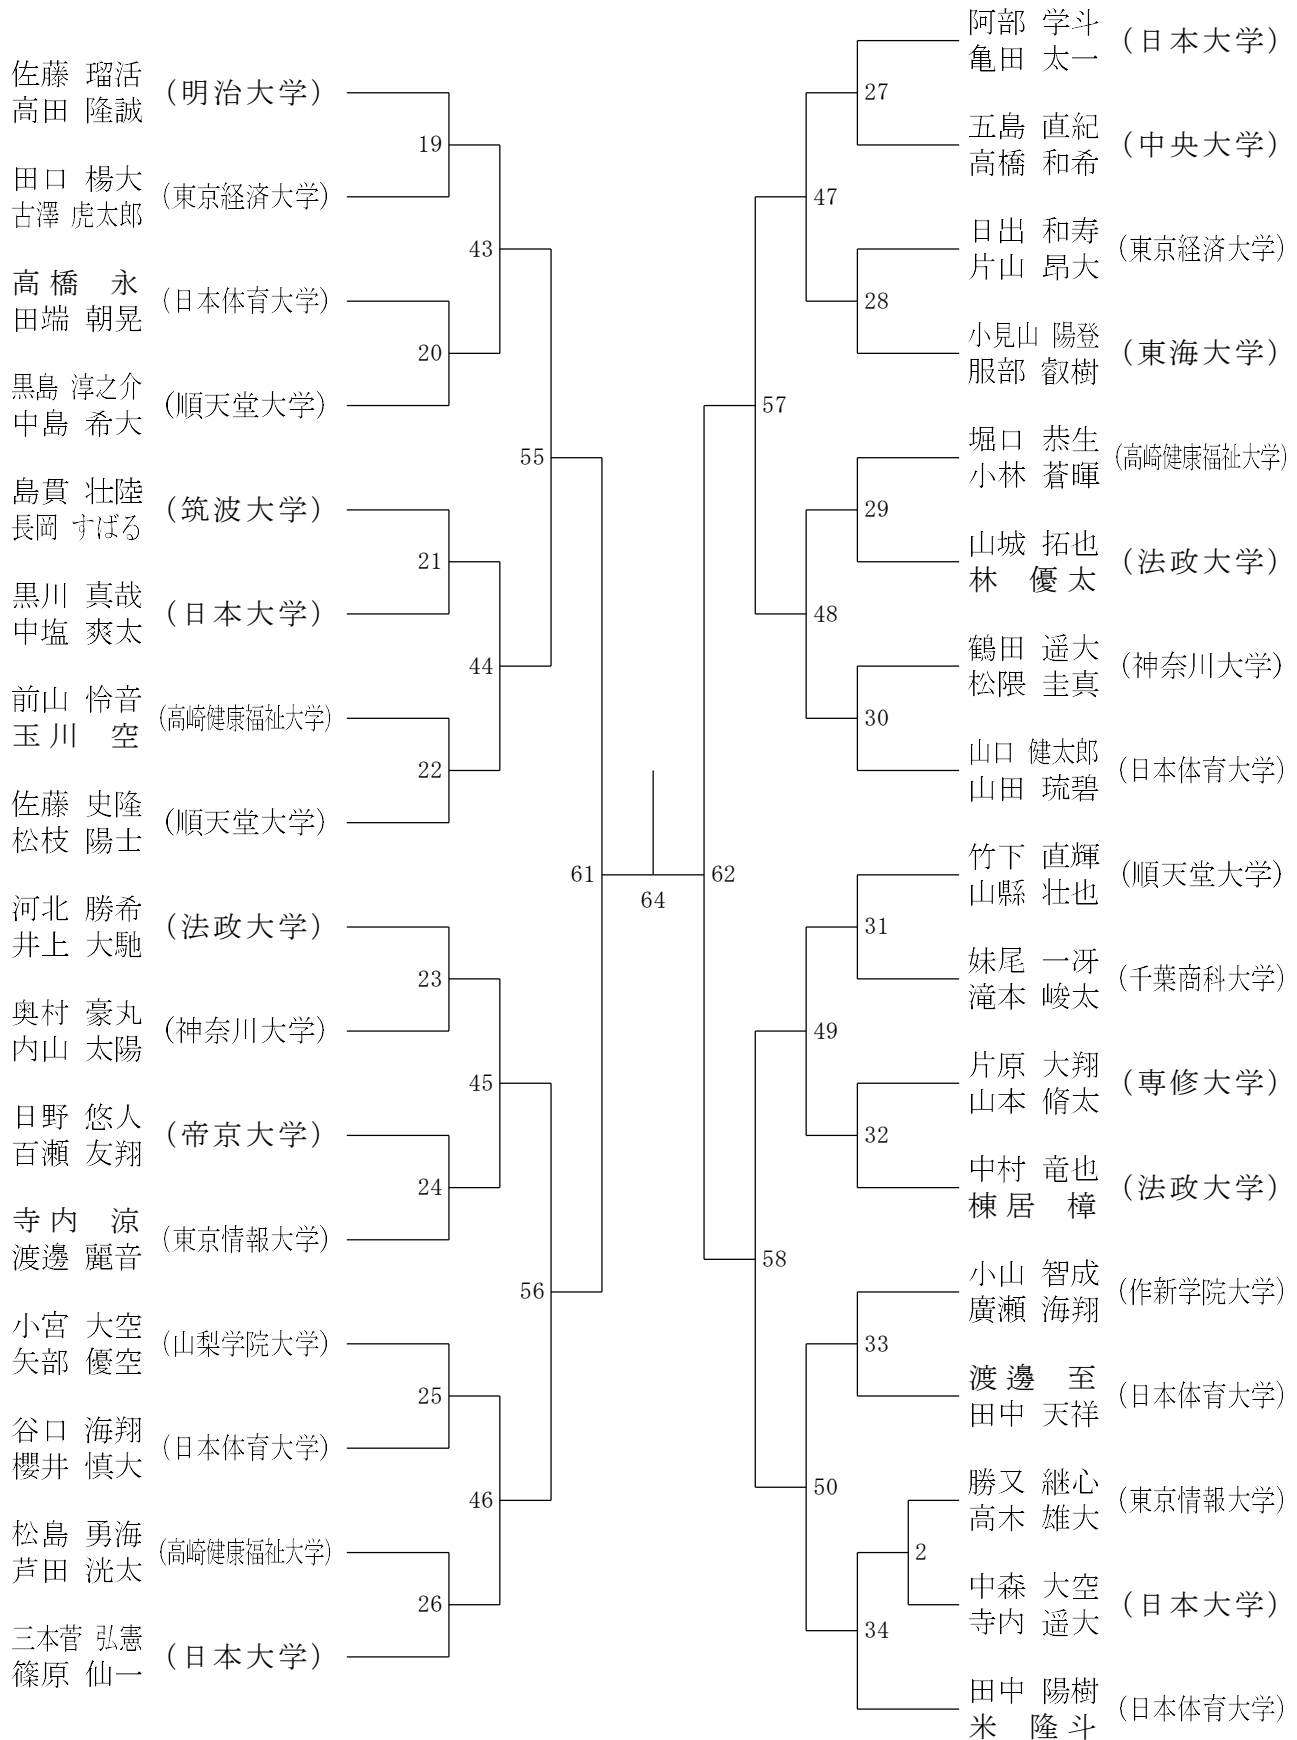 佐藤 瑠活
高田 隆誠
(明治大学)
19
田口 楊大
古澤 虎太郎
(東京経済大学)
43
高橋 永
田端 朝晃
(日本体育大学)
20
黒島 淳之介
中島 希大
(順天堂大学)
55
島貫 壮陸
長岡 すばる
(筑波大学)
21
黒川 真哉
中塩 爽太
(日本大学)
44
前山 怜音
玉川 空
(高崎健康福祉大学)
22
佐藤 史隆
松枝 陽士
(順天堂大学)
61
河北 勝希
井上 大馳
(法政大学)
23
奥村 豪丸
内山 太陽
(神奈川大学)
45
日野 悠人
百瀬 友翔
(帝京大学)
24
寺内 涼
渡邊 麗音
(東京情報大学)
56
小宮 大空
矢部 優空
(山梨学院大学)
25
谷口 海翔
櫻井 慎大
(日本体育大学)
46
松島 勇海
芦田 洸太
(高崎健康福祉大学)
26
三本菅 弘憲
篠原 仙一
(日本大学)
64
阿部 学斗
亀田 太一
(日本大学)
27
五島 直紀
高橋 和希
(中央大学)
47
日出 和寿
片山 昂大
(東京経済大学)
28
小見山 陽登
服部 叡樹
(東海大学)
57
堀口 恭生
小林 蒼暉
(高崎健康福祉大学)
29
山城 拓也
林 優太
(法政大学)
48
鶴田 遥大
松隈 圭真
(神奈川大学)
30
山口 健太郎
山田 琉碧
(日本体育大学)
62
竹下 直輝
山縣 壮也
(順天堂大学)
31
妹尾 一冴
滝本 峻太
(千葉商科大学)
49
片原 大翔
山本 脩太
(専修大学)
32
中村 竜也
棟居 樟
(法政大学)
58
小山 智成
廣瀬 海翔
(作新学院大学)
33
渡邊 至
田中 天祥
(日本体育大学)
50
勝又 継心
高木 雄大
(東京情報大学)
2
中森 大空
寺内 遥大
(日本大学)
34
田中 陽樹
米 隆斗
(日本体育大学)